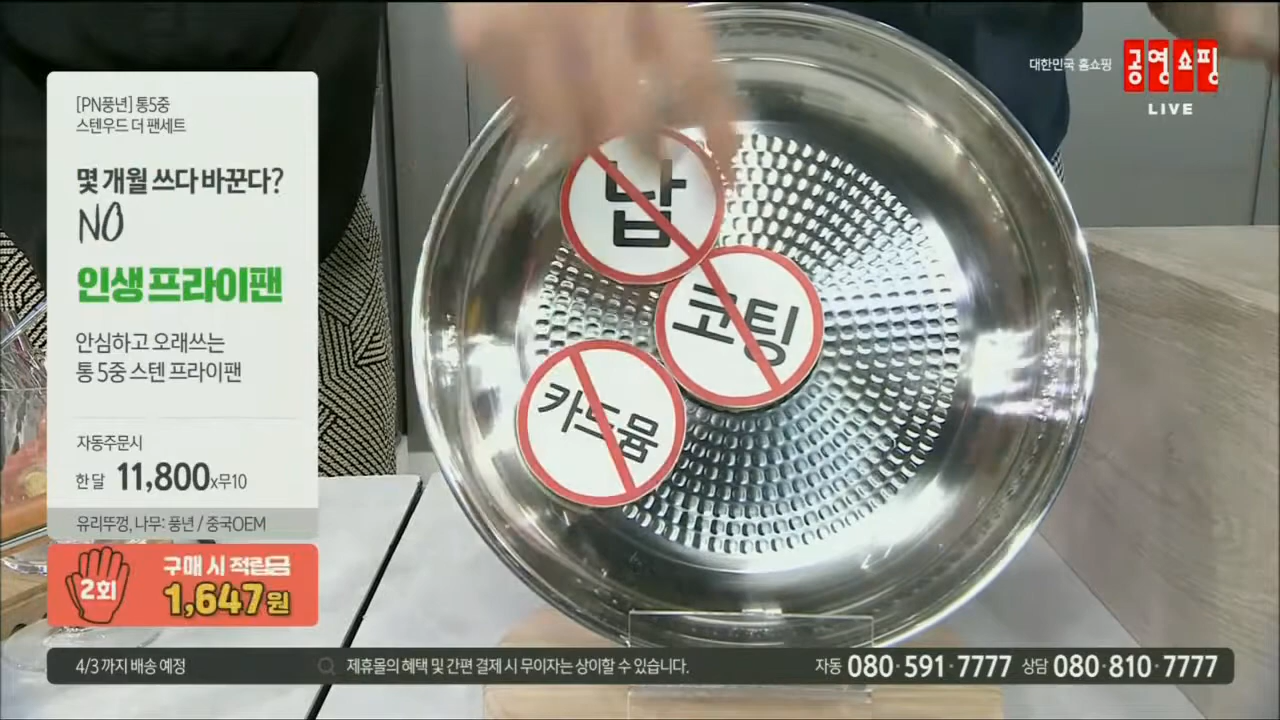 [PN풍년] 통5중
스텐우드 더 팬세트
몇 개월 쓰다 바꾼다?
NO
인생 프라이팬
안심하고 오래쓰는
통 5중 스텐 프라이팬
자동주문시
한 달 11,800x무10
유리뚜껑, 나무: 풍년 / 중국OEM
2회
구매 시 적립금
1,647원
납
코팅
카드뮴
대한민국 홈쇼핑
공영쇼핑
LIVE
4/3 까지 배송 예정
제휴몰의 혜택 및 간편 결제 시 무이자는 상이할 수 있습니다.
자동 080·591·7777 상담 080·810·7777